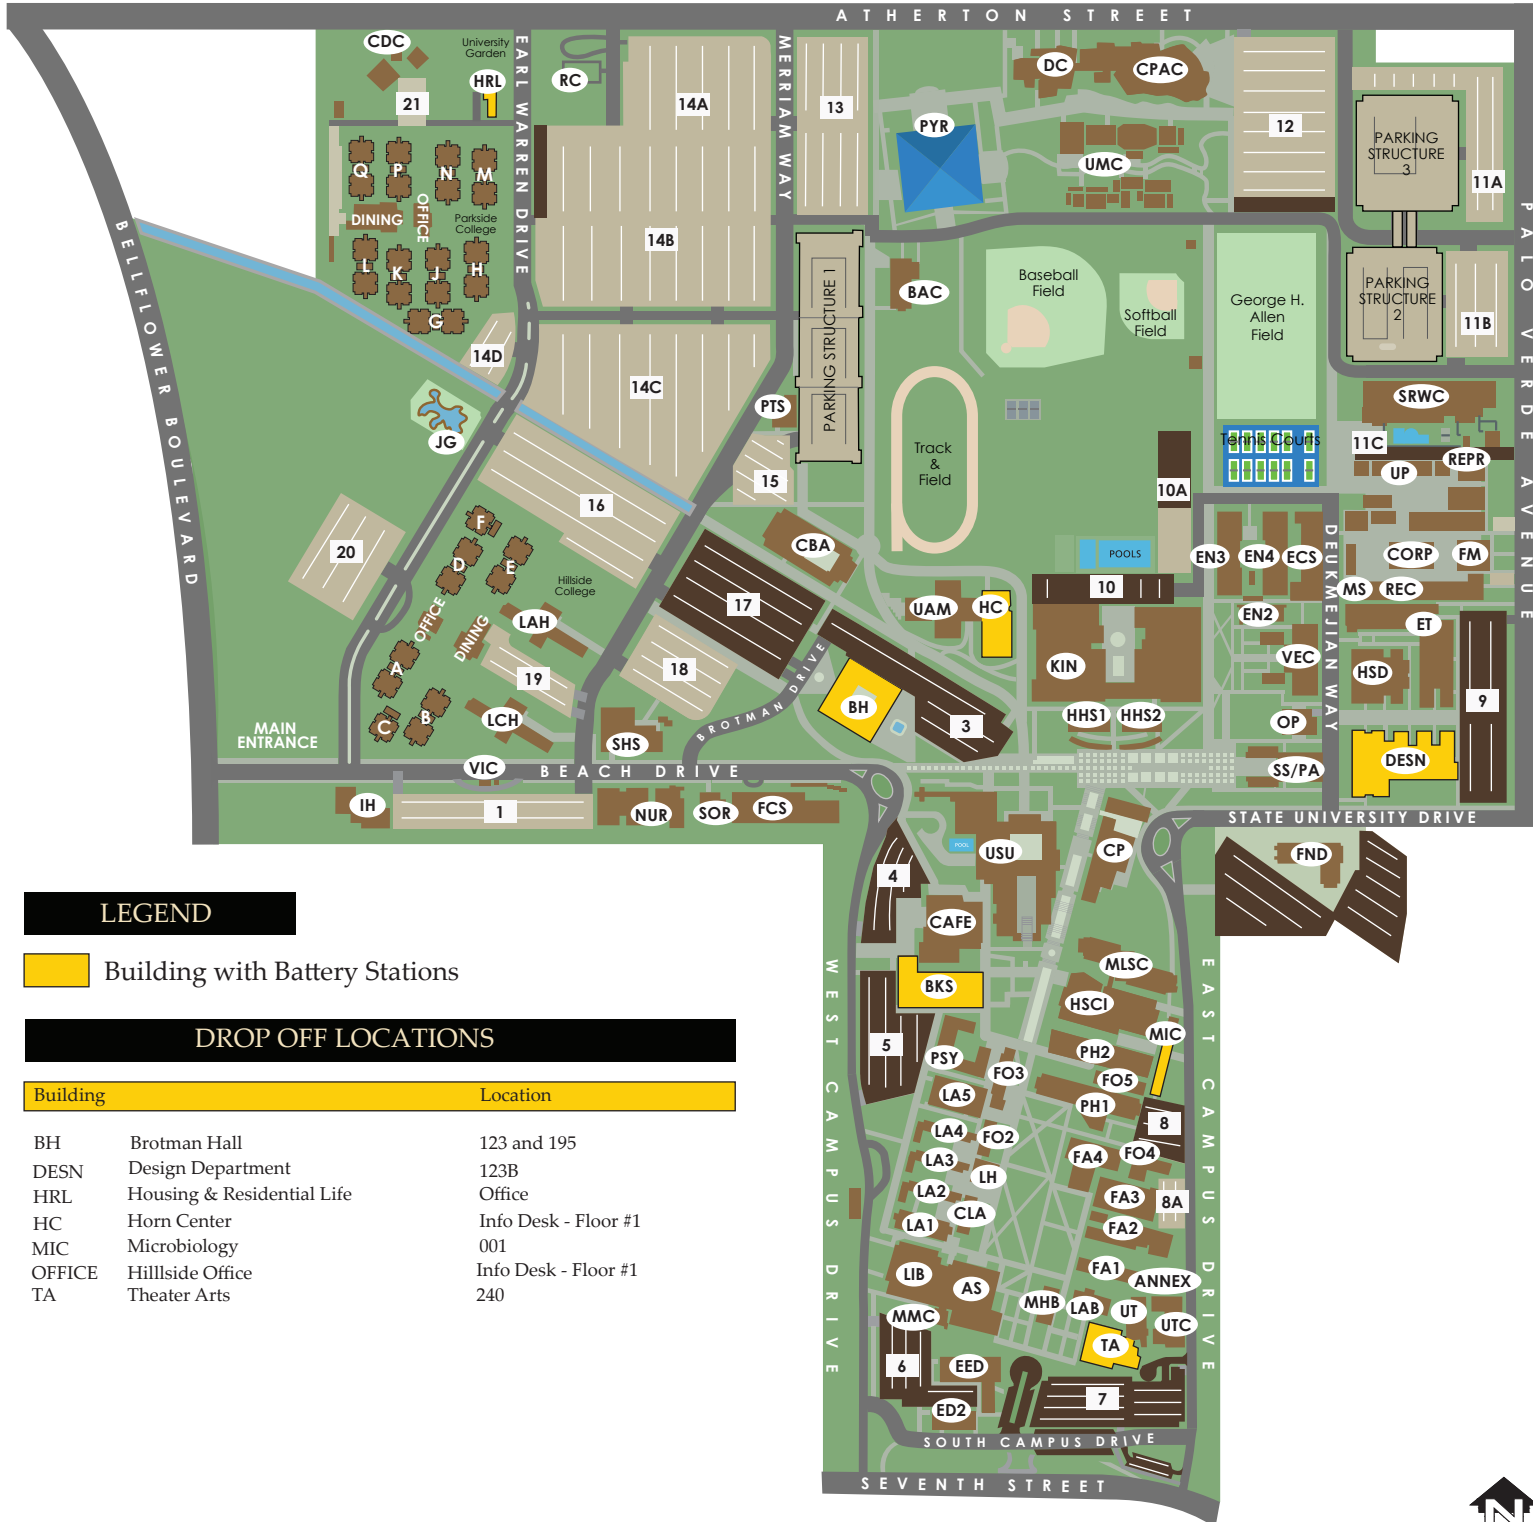 ATHERTON STREET
CDC
University
Garden
HRL
21
EARL WARREN DRIVE
RC
14A
MERRIAM WAY
13
DC
CPAC
PYR
UMC
12
PARKING
STRUCTURE
3
11A
PALO VERDE AVENUE
Q
P
N
M
DINING
OFFICE
Parkside
College
L
K
J
H
G
14B
14D
14C
BELLFLOWER BOULEVARD
JG
PARKING STRUCTURE 1
BAC
Baseball
Field
Softball
Field
George H.
Allen
Field
PARKING
STRUCTURE
2
11B
PTS
15
Track
&
Field
Tennis Courts
SRWC
11C
REPR
UP
10A
16
20
F
D
E
OFFICE
DINING
Hillside
College
LAH
A
B
C
19
LCH
17
18
CBA
UAM
HC
POOLS
10
EN3
EN4
ECS
EN2
DEUKMEJIAN WAY
CORP
FM
MS
REC
ET
KIN
VEC
HSD
9
MAIN
ENTRANCE
SHS
BROTMAN DRIVE
BH
3
HHS1
HHS2
OP
SS/PA
DESN
VIC
BEACH DRIVE
IH
1
NUR
SOR
FCS
STATE UNIVERSITY DRIVE
POOL
USU
CP
FND
4
CAFE
WEST CAMPUS DRIVE
EAST CAMPUS DRIVE
BKS
5
MLSC
HSCI
MIC
PSY
FO3
PH2
FO5
LA5
PH1
8
LA4
FO2
FA4
FO4
LA3
LH
LA2
FA3
8A
CLA
LA1
FA2
LIB
AS
FA1
ANNEX
MMC
MHB
LAB
UT
UTC
TA
6
EED
7
ED2
SOUTH CAMPUS DRIVE
SEVENTH STREET
LEGEND
Building with Battery Stations
DROP OFF LOCATIONS
Building Location
BH Brotman Hall 123 and 195
DESN Design Department 123B
HRL Housing & Residential Life Office
HC Horn Center Info Desk - Floor #1
MIC Microbiology 001
OFFICE Hilllside Office Info Desk - Floor #1
TA Theater Arts 240
N